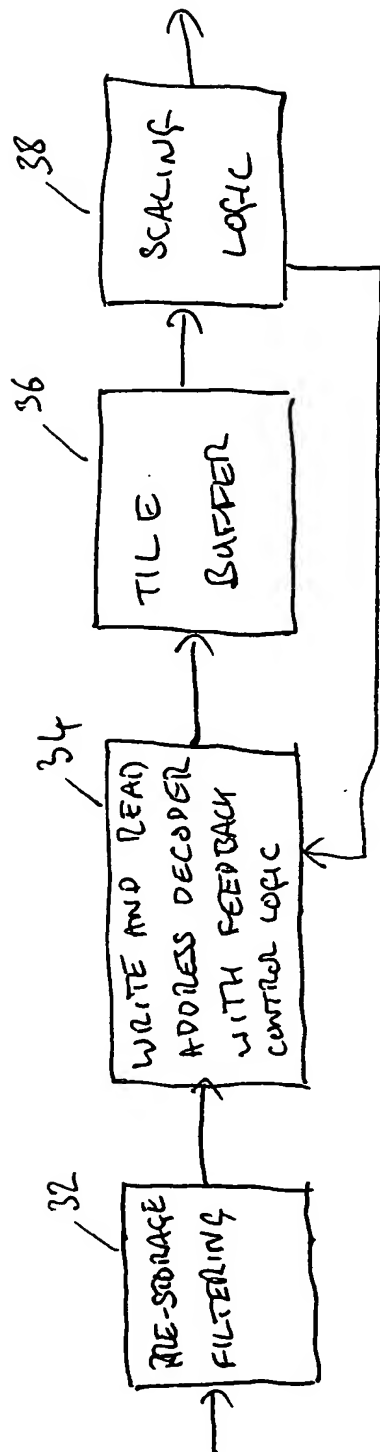 32
PRE-STORAGE
FILTERING
34
WRITE AND READ
ADDRESS DECODER
WITH FEEDBACK
CONTROL LOGIC
36
TILE
BUFFER
38
SCALING
LOGIC